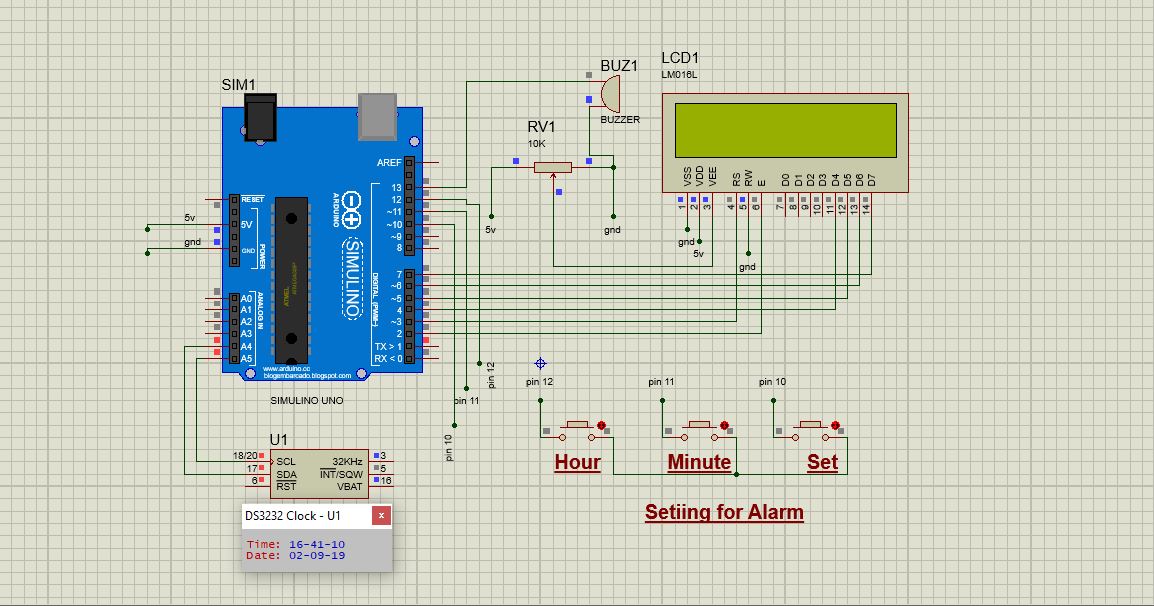 SIM1
BUZ1
BUZZER
LCD1
LM016L
RV1
10K
5v
gnd
VSS
VDD
VEE
RS
RW
E
D0
D1
D2
D3
D4
D5
D6
D7
1
2
3
4
5
6
7
8
9
10
11
12
13
14
gnd
5v
gnd
5v
gnd
RESET
5V
GND
POWER
A0
A1
A2
A3
A4
A5
ANALOG IN
ATMEL
ARDUINO
SIMULINO
DIGITAL (PWM~)
AREF
13
12
~11
~10
~9
8
7
~6
~5
4
~3
2
TX > 1
RX < 0
www.arduino.cc
blogembarcado.blogspot.com
SIMULINO UNO
pin 12
pin 11
pin 10
pin 12
pin 11
pin 10
Hour
Minute
Set
Setiing for Alarm
U1
18/20
17
6
SCL
SDA
RST
32KHz
INT/SQW
VBAT
3
5
16
DS3232 Clock - U1
x
Time: 16-41-10
Date: 02-09-19